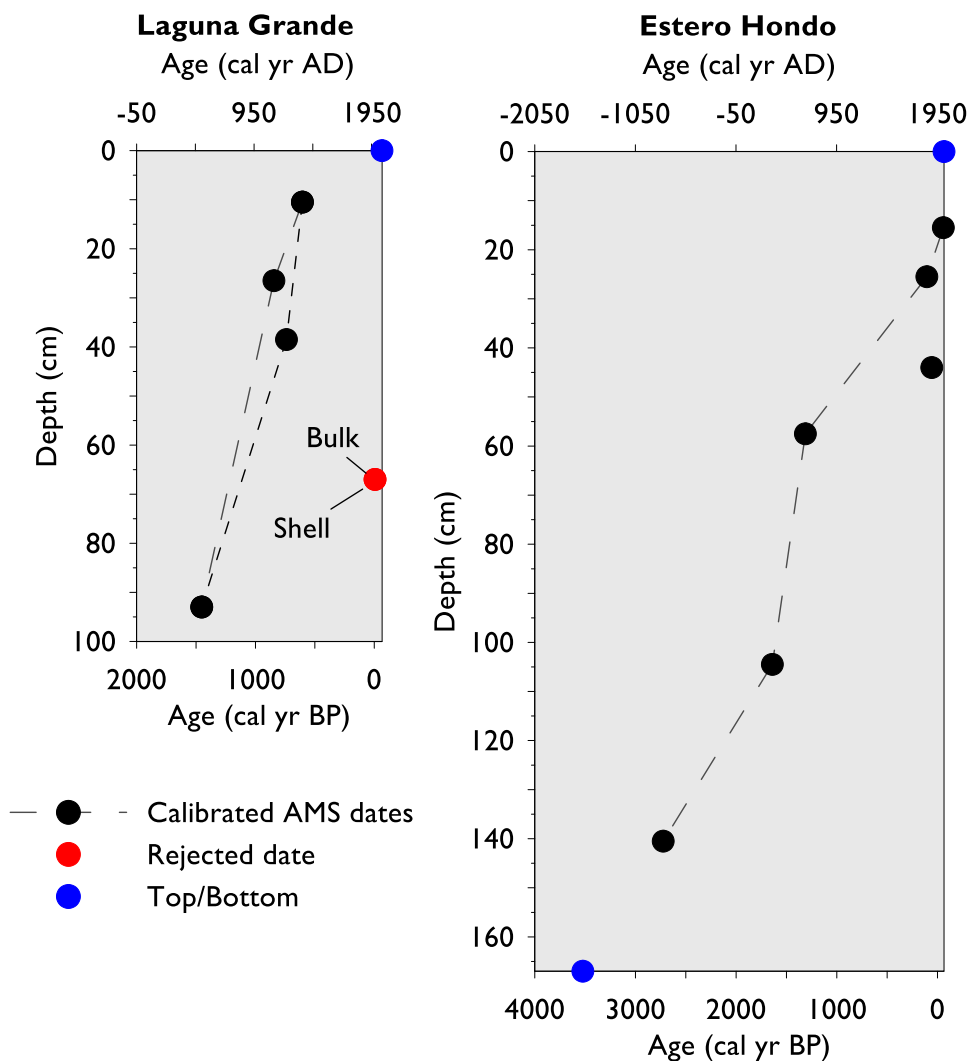 Laguna Grande
Age (cal yr AD)
-50 950 1950
0
20
40
60
80
100
Depth (cm)
Bulk
Shell
2000 1000 0
Age (cal yr BP)
Estero Hondo
Age (cal yr AD)
-2050 -1050 -50 950 1950
0
20
40
60
80
100
120
140
160
Depth (cm)
4000 3000 2000 1000 0
Age (cal yr BP)
Calibrated AMS dates
Rejected date
Top/Bottom